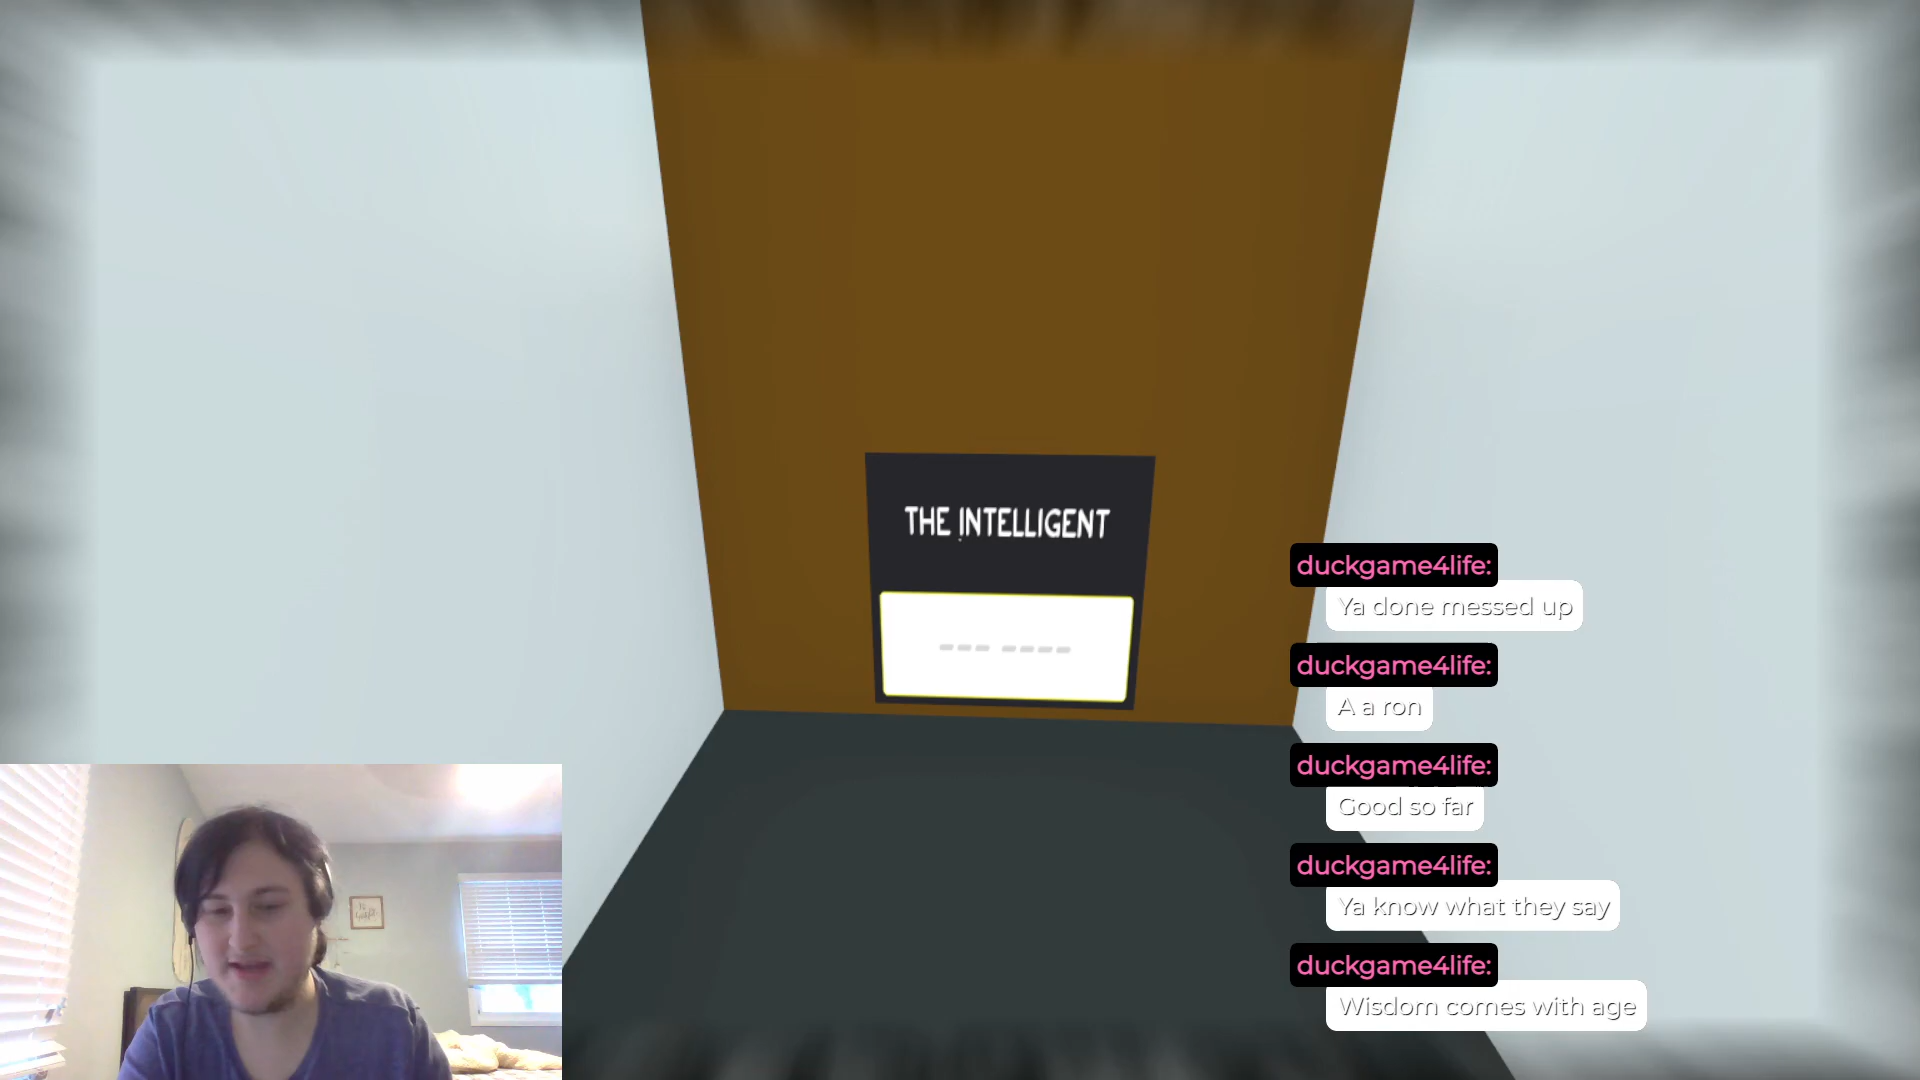 THE INTELLIGENT
--- ----
duckgame4life:
Ya done messed up
duckgame4life:
A a ron
duckgame4life:
Good so far
duckgame4life:
Ya know what they say
duckgame4life:
Wisdom comes with age